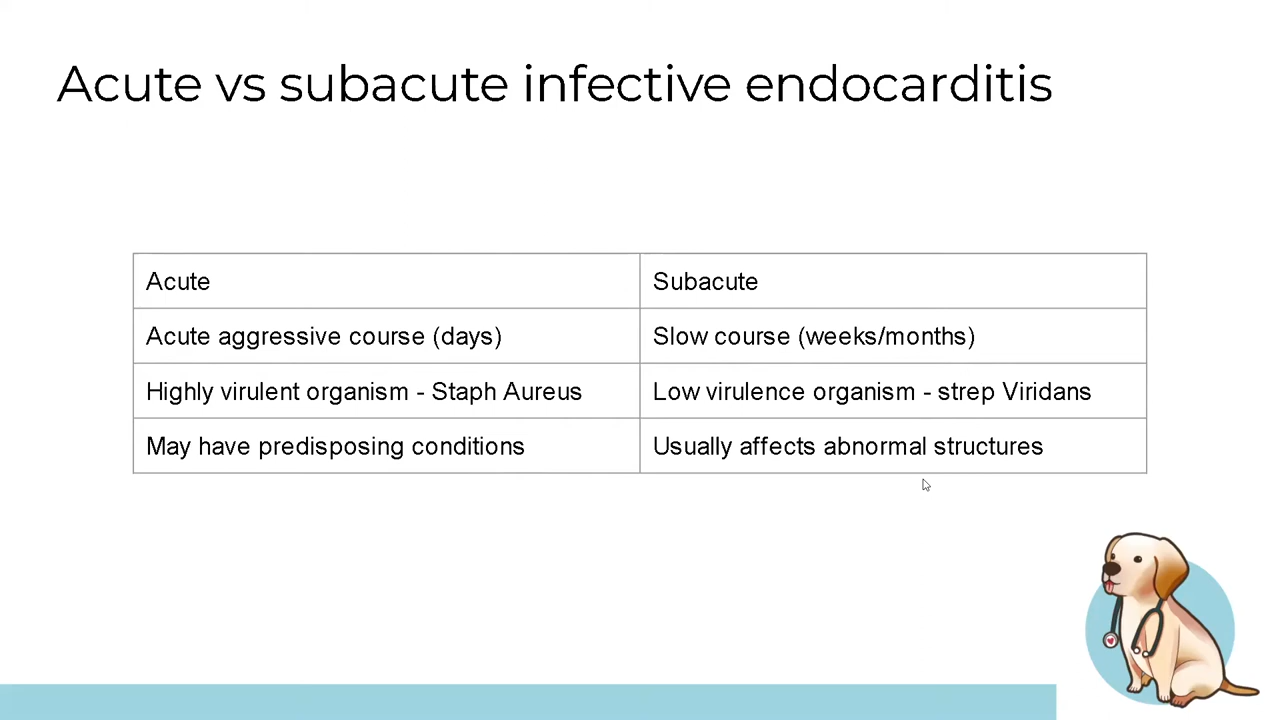 Acute vs subacute infective endocarditis
Acute
Subacute
Acute aggressive course (days)
Slow course (weeks/months)
Highly virulent organism - Staph Aureus
Low virulence organism - strep Viridans
May have predisposing conditions
Usually affects abnormal structures